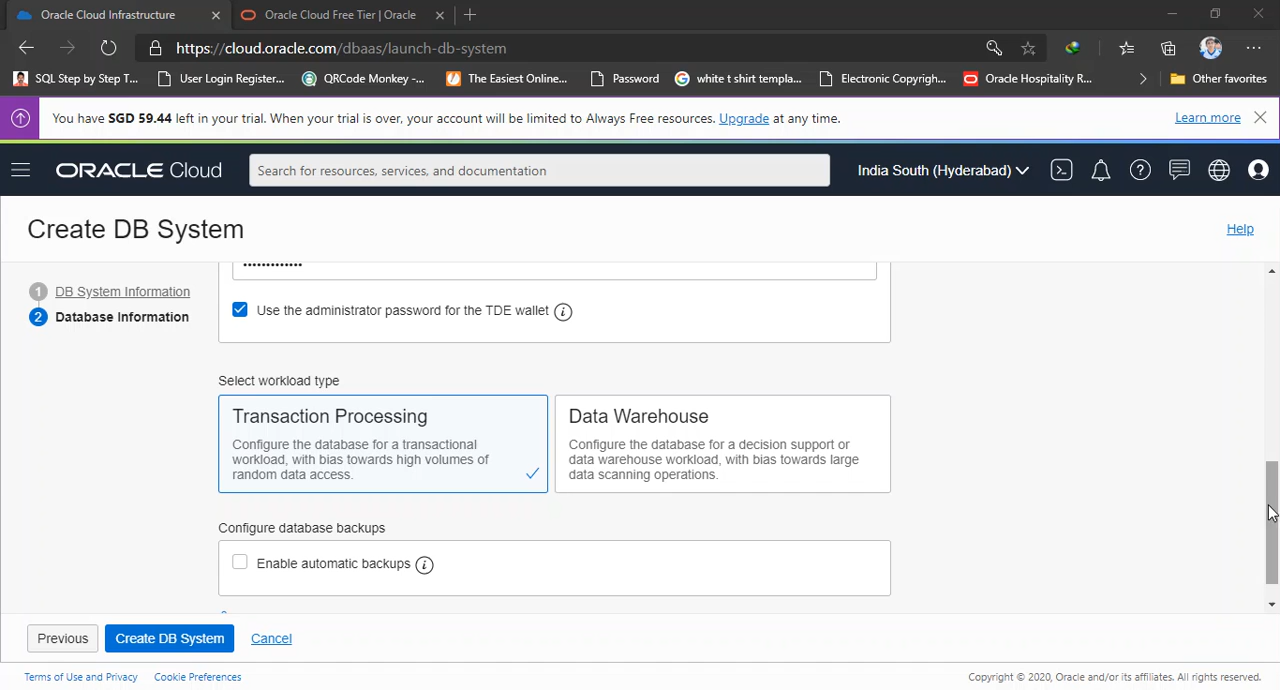 Oracle Cloud Infrastructure
Oracle Cloud Free Tier | Oracle
https://cloud.oracle.com/dbaas/launch-db-system
SQL Step by Step T...
User Login Register...
QRCode Monkey -...
The Easiest Online...
Password
white t shirt templa...
Electronic Copyrigh...
Oracle Hospitality R...
Other favorites
You have SGD 59.44 left in your trial. When your trial is over, your account will be limited to Always Free resources. Upgrade at any time.
Learn more
ORACLE Cloud
Search for resources, services, and documentation
India South (Hyderabad)
Create DB System
Help
1 DB System Information
2 Database Information
Use the administrator password for the TDE wallet
Select workload type
Transaction Processing
Configure the database for a transactional
workload, with bias towards high volumes of
random data access.
Data Warehouse
Configure the database for a decision support or
data warehouse workload, with bias towards large
data scanning operations.
Configure database backups
Enable automatic backups
Previous
Create DB System
Cancel
Terms of Use and Privacy
Cookie Preferences
Copyright © 2020, Oracle and/or its affiliates. All rights reserved.